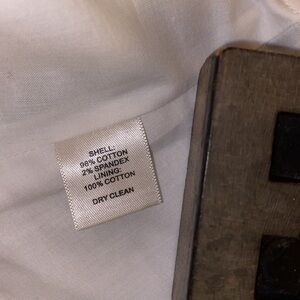 SHELL:
98% COTTON
2% SPANDEX
LINING:
100% COTTON
DRY CLEAN